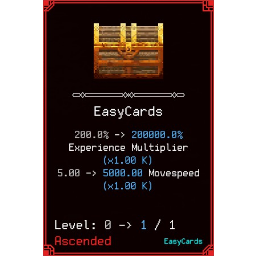 EasyCards
200.0% -> 200000.0%
Experience Multiplier
(x1.00 K)
5.00 -> 5000.00 Movespeed
(x1.00 K)
Level: 0 -> 1 / 1
Ascended EasyCards